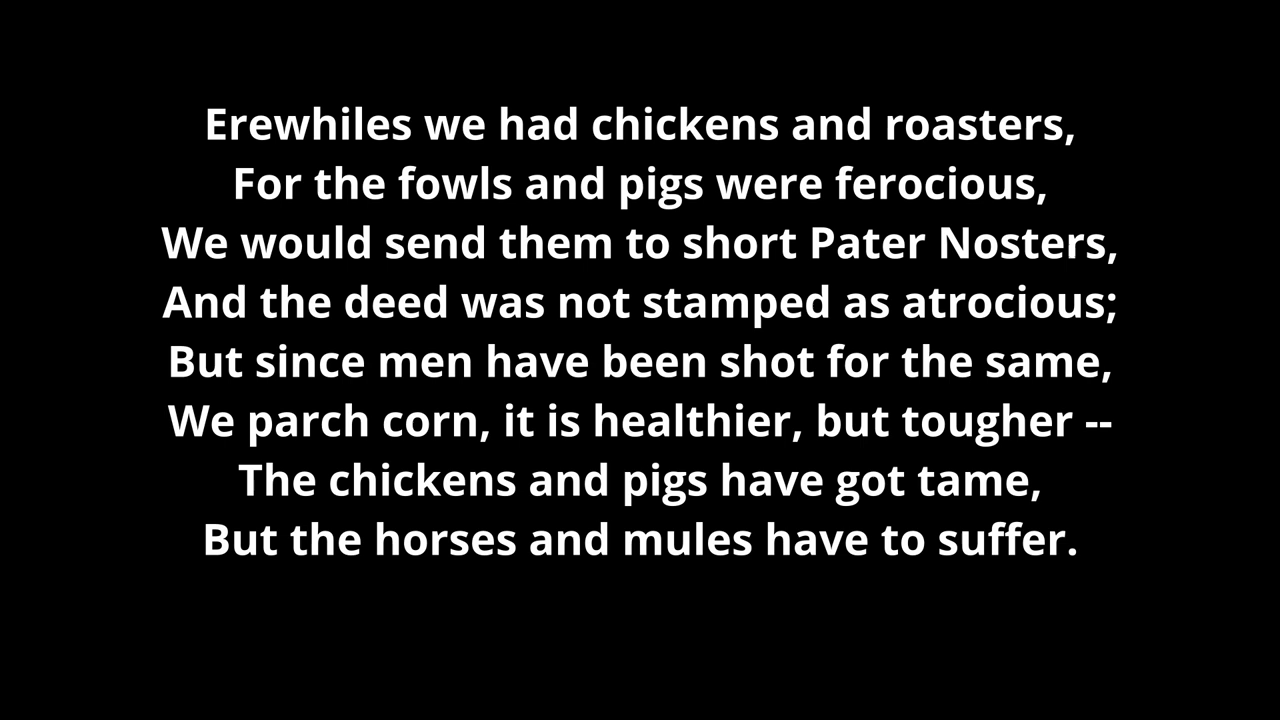 Erewhiles we had chickens and roasters,
For the fowls and pigs were ferocious,
We would send them to short Pater Nosters,
And the deed was not stamped as atrocious;
But since men have been shot for the same,
We parch corn, it is healthier, but tougher --
The chickens and pigs have got tame,
But the horses and mules have to suffer.